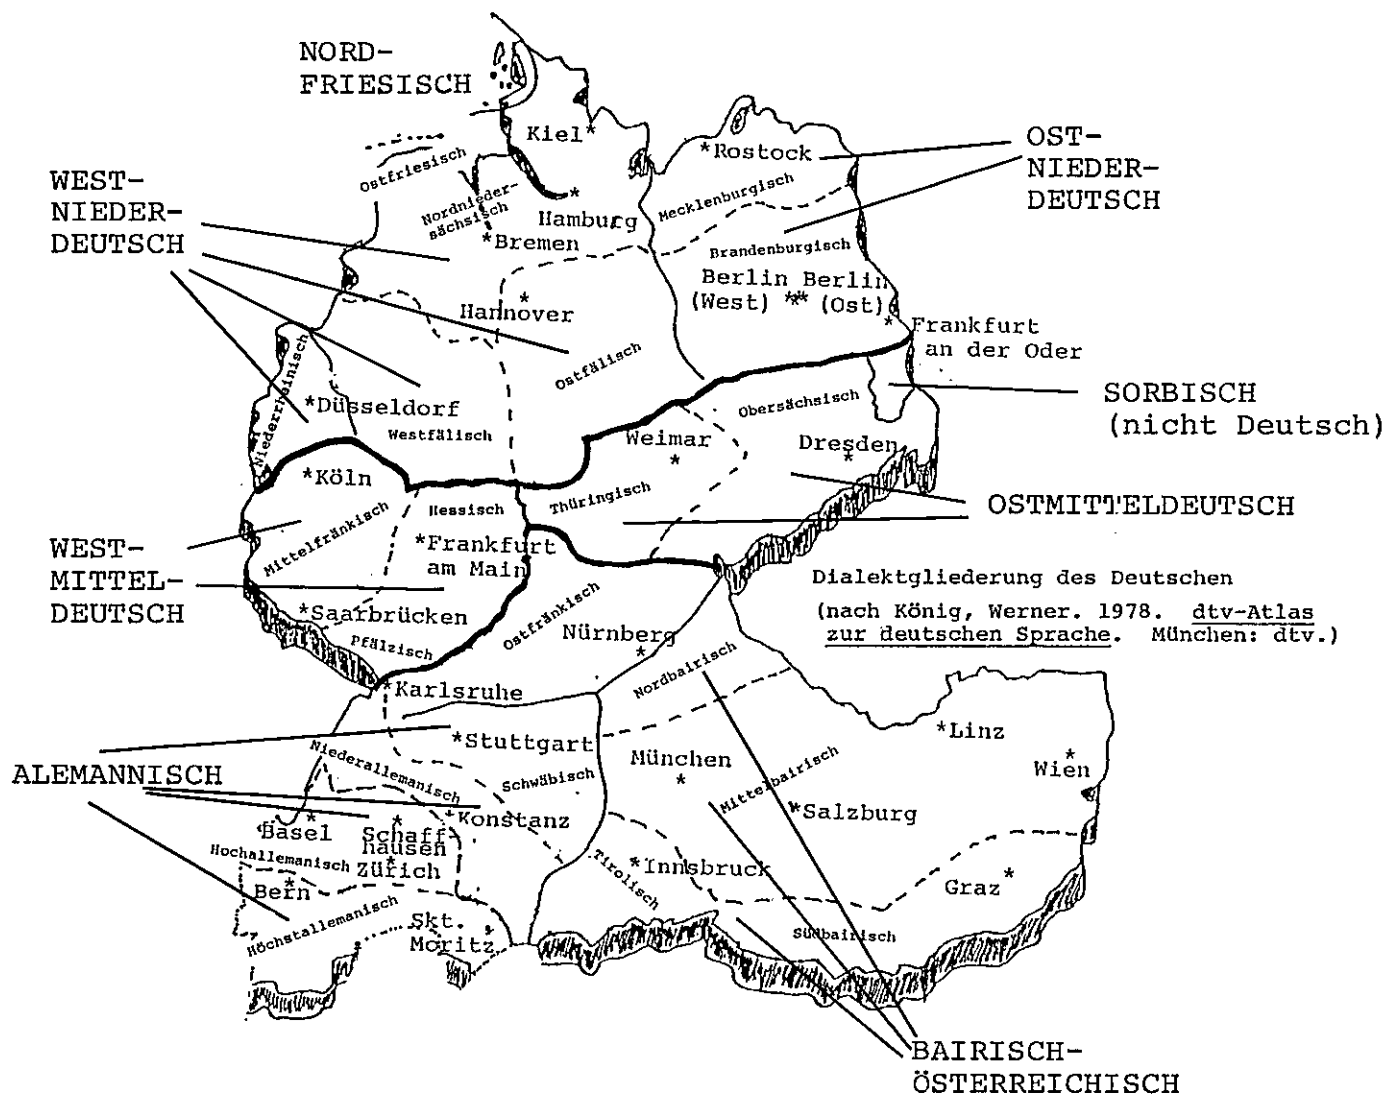 NORD-
FRIESISCH
Kiel*
*Rostock
OST-
NIEDER-
DEUTSCH
WEST-
NIEDER-
DEUTSCH
Ostfriesisch
Nordnieder-
sächsisch
*
Hamburg
*Bremen
Mecklenburgisch
Brandenburgisch
Berlin Berlin
(West) ** (Ost)
*
Hannover
* Frankfurt
an der Oder
Ostfälisch
Niederrheinisch
*Düsseldorf
Westfälisch
Obersächsisch
SORBISCH
(nicht Deutsch)
Weimar
*
Dresden
*
*Köln
Hessisch
Thüringisch
OSTMITTELDEUTSCH
Mittelfränkisch
WEST-
MITTEL-
DEUTSCH
*Frankfurt
am Main
*Saarbrücken
Pfälzisch
Ostfränkisch
Nürnberg
*
Dialektgliederung des Deutschen
(nach König, Werner. 1978. dtv-Atlas
zur deutschen Sprache. München: dtv.)
*Karlsruhe
Nordbairisch
*Stuttgart
*Linz
ALEMANNISCH
Niederallemanisch
Schwäbisch
München
*
Mittelbairisch
*
Wien
*Salzburg
*
Basel
*
Schaff-
hausen
*Konstanz
Hochallemanisch
*
Zürich
Tirolisch
*Innsbruck
Bern
*
Graz*
Höchstallemanisch
Skt.
Moritz*
Südbairisch
BAIRISCH-
ÖSTERREICHISCH